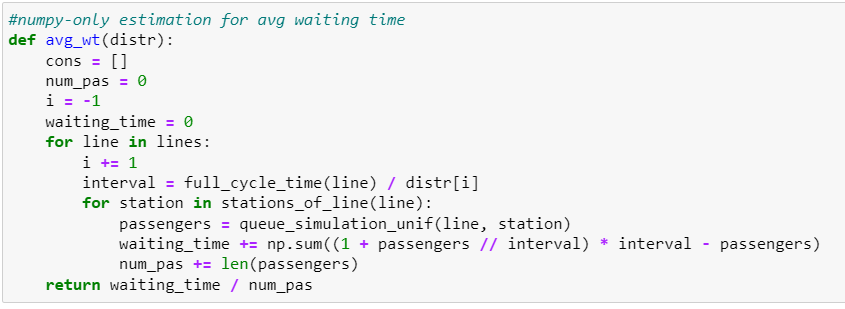 #numpy-only estimation for avg waiting time
def avg_wt(distr):
    cons = []
    num_pas = 0
    i = -1
    waiting_time = 0
    for line in lines:
        i += 1
        interval = full_cycle_time(line) / distr[i]
        for station in stations_of_line(line):
            passengers = queue_simulation_unif(line, station)
            waiting_time += np.sum((1 + passengers // interval) * interval - passengers)
            num_pas += len(passengers)
    return waiting_time / num_pas